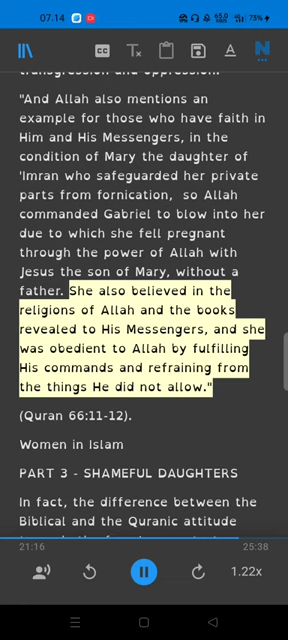 07.14
73%
CC
transgression and oppression.
"And Allah also mentions an
example for those who have faith in
Him and His Messengers, in the
condition of Mary the daughter of
'Imran who safeguarded her private
parts from fornication,  so Allah
commanded Gabriel to blow into her
due to which she fell pregnant
through the power of Allah with
Jesus the son of Mary, without a
father. She also believed in the
religions of Allah and the books
revealed to His Messengers, and she
was obedient to Allah by fulfilling
His commands and refraining from
the things He did not allow."
(Quran 66:11-12).
Women in Islam
PART 3 - SHAMEFUL DAUGHTERS
In fact, the difference between the
Biblical and the Quranic attitude
21:16
25:38
1.22x